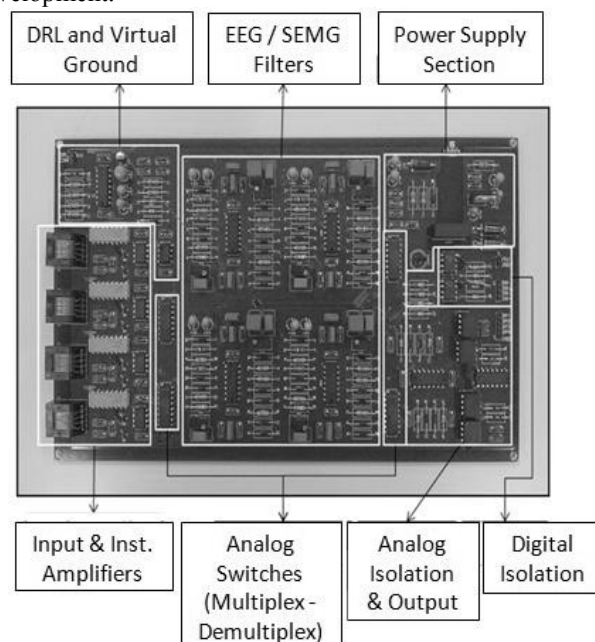 DRL and Virtual
Ground
EEG / SEMG
Filters
Power Supply
Section
Input & Inst.
Amplifiers
Analog
Switches
(Multiplex -
Demultiplex)
Analog
Isolation
& Output
Digital
Isolation